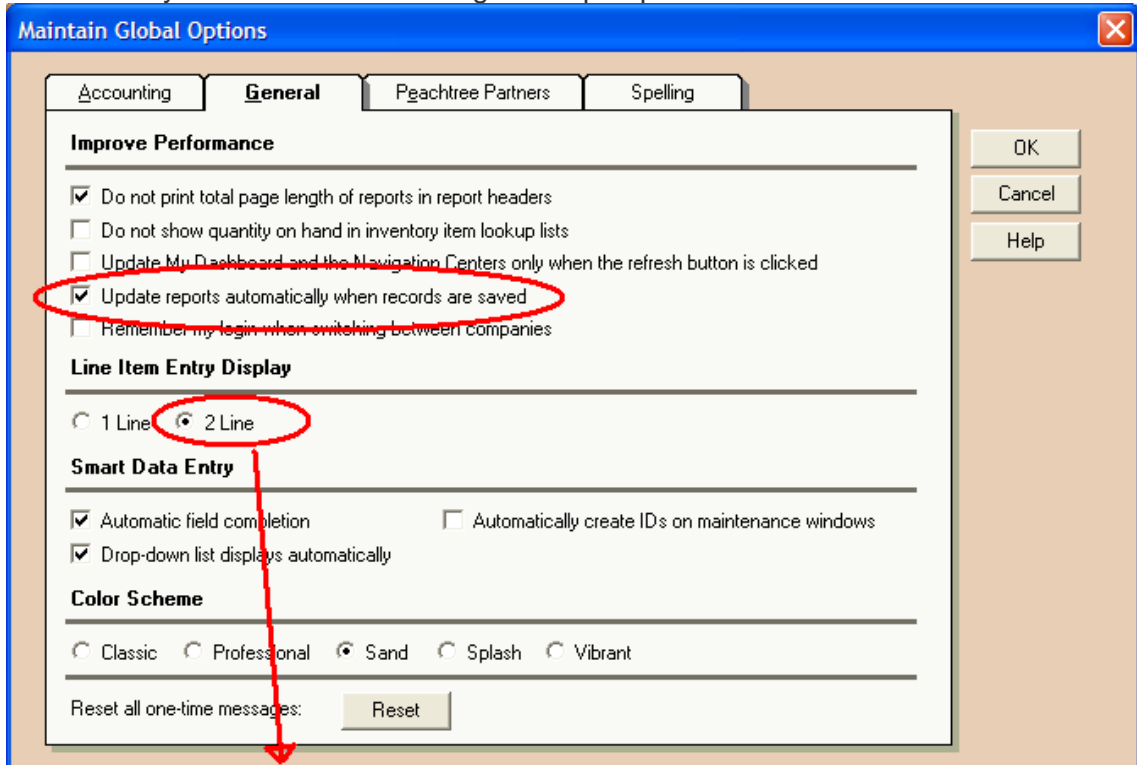 Maintain Global Options
Accounting General Peachtree Partners Spelling
Improve Performance
OK
Do not print total page length of reports in report headers
Cancel
Do not show quantity on hand in inventory item lookup lists
Help
Update My Dashboard and the Navigation Centers only when the refresh button is clicked
Update reports automatically when records are saved
Remember my login when switching between companies
Line Item Entry Display
1 Line 2 Line
Smart Data Entry
Automatic field completion Automatically create IDs on maintenance windows
Drop-down list displays automatically
Color Scheme
Classic Professional Sand Splash Vibrant
Reset all one-time messages: Reset